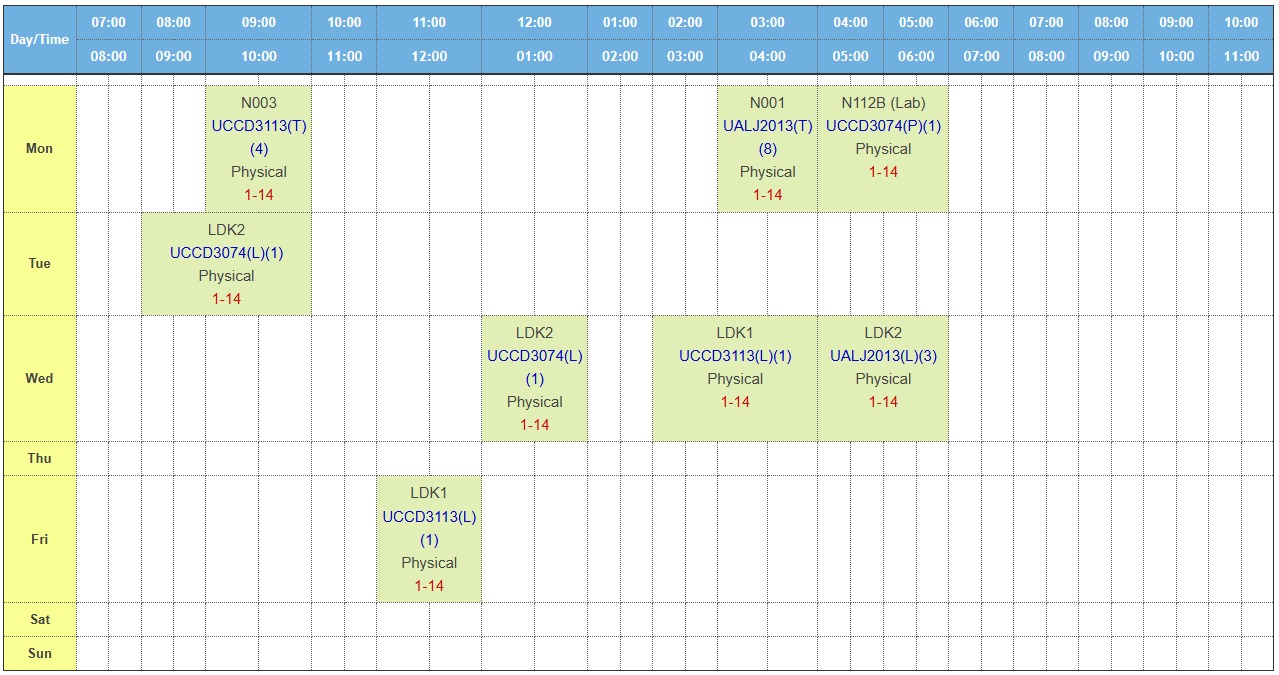 Day/Time 07:00 08:00 09:00 10:00 11:00 12:00 01:00 02:00 03:00 04:00 05:00 06:00 07:00 08:00 09:00 10:00
08:00 09:00 10:00 11:00 12:00 01:00 02:00 03:00 04:00 05:00 06:00 07:00 08:00 09:00 10:00 11:00
Mon
N003
UCCD3113(T)
(4)
Physical
1-14
N001
UALJ2013(T)
(8)
Physical
1-14
N112B (Lab)
UCCD3074(P)(1)
Physical
1-14
Tue
LDK2
UCCD3074(L)(1)
Physical
1-14
Wed
LDK2
UCCD3074(L)
(1)
Physical
1-14
LDK1
UCCD3113(L)(1)
Physical
1-14
LDK2
UALJ2013(L)(3)
Physical
1-14
Thu
Fri
LDK1
UCCD3113(L)
(1)
Physical
1-14
Sat
Sun